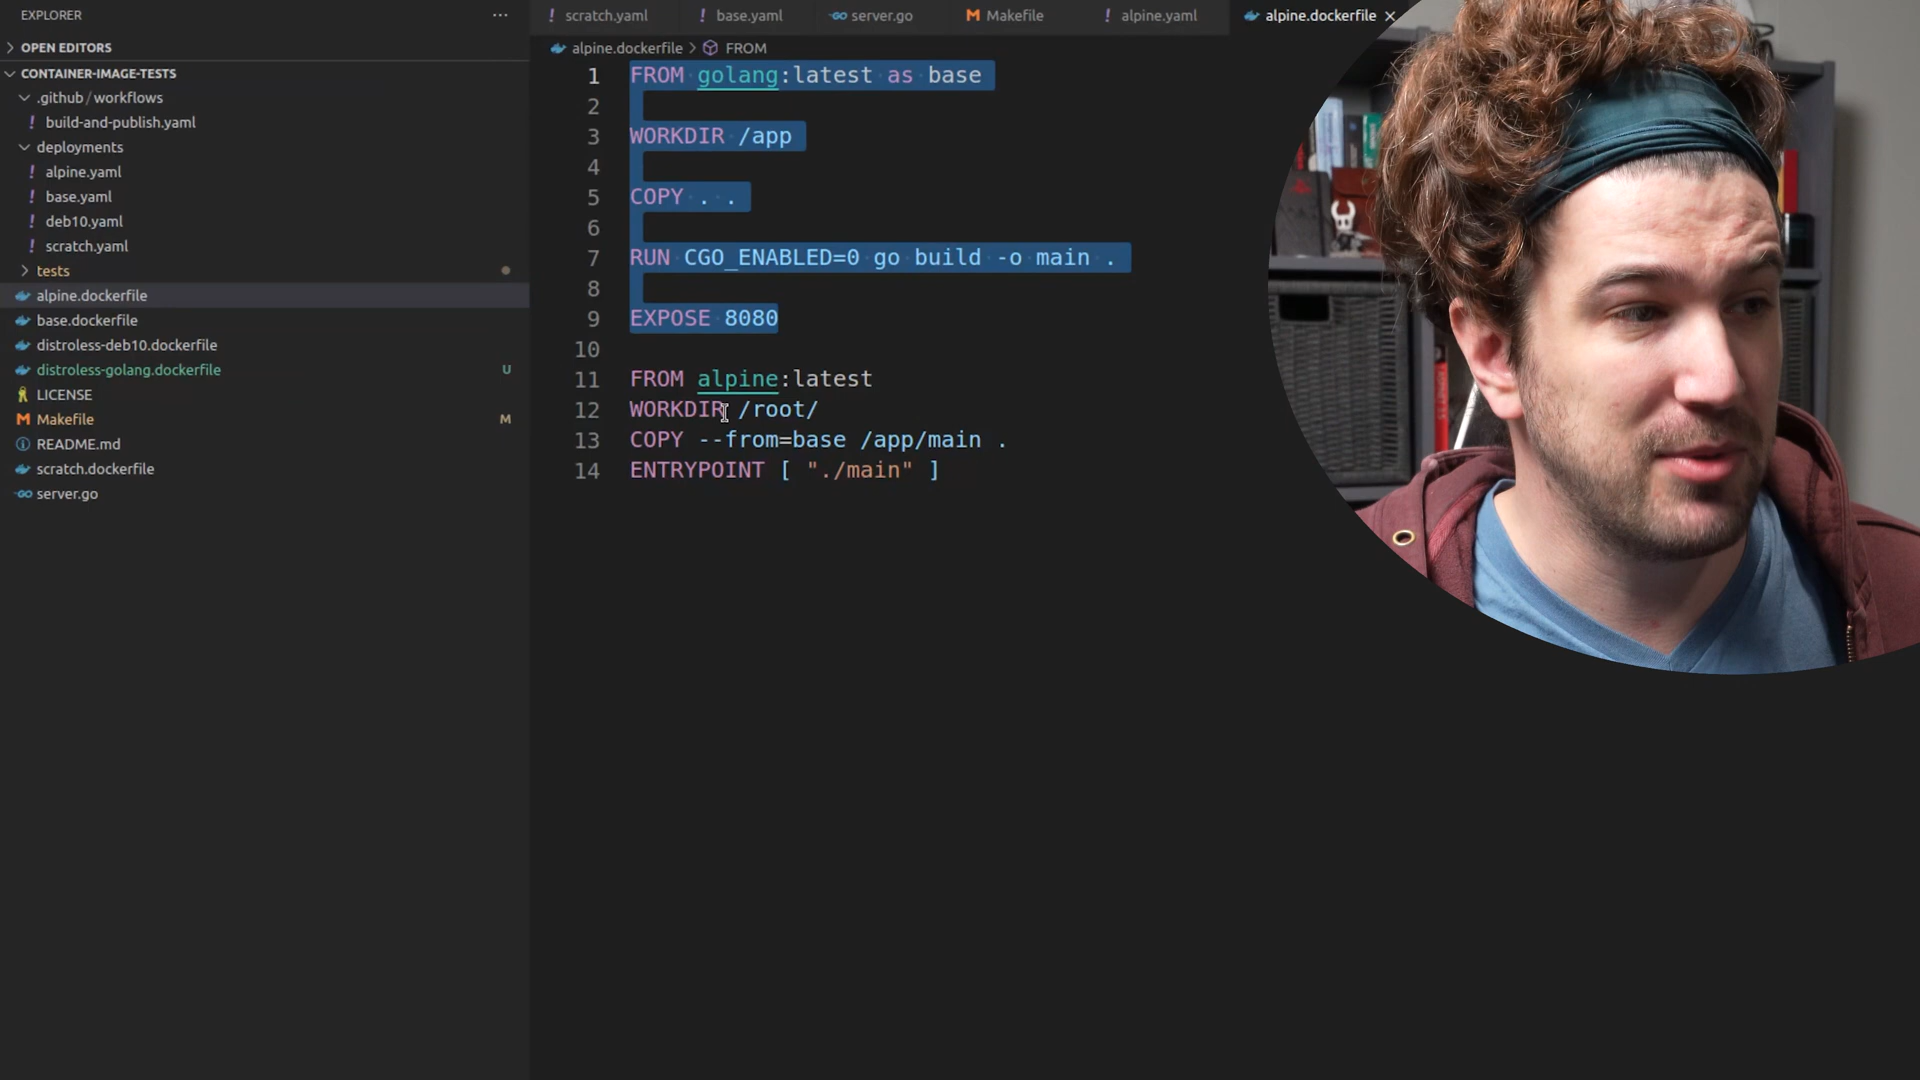 EXPLORER
OPEN EDITORS
CONTAINER-IMAGE-TESTS
.github/workflows
build-and-publish.yaml
deployments
alpine.yaml
base.yaml
deb10.yaml
scratch.yaml
tests
alpine.dockerfile
base.dockerfile
distroless-deb10.dockerfile
distroless-golang.dockerfile U
LICENSE
Makefile M
README.md
scratch.dockerfile
server.go
scratch.yaml base.yaml server.go Makefile alpine.yaml alpine.dockerfile
alpine.dockerfile > FROM
1 FROM golang:latest as base
2
3 WORKDIR /app
4
5 COPY . .
6
7 RUN CGO_ENABLED=0 go build -o main .
8
9 EXPOSE 8080
10
11 FROM alpine:latest
12 WORKDIR /root/
13 COPY --from=base /app/main .
14 ENTRYPOINT [ "./main" ]